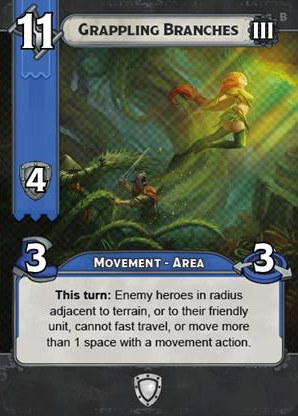 11
GRAPPLING BRANCHES
III
B
4
3
MOVEMENT - AREA
3
This turn: Enemy heroes in radius
adjacent to terrain, or to their friendly
unit, cannot fast travel, or move more
than 1 space with a movement action.